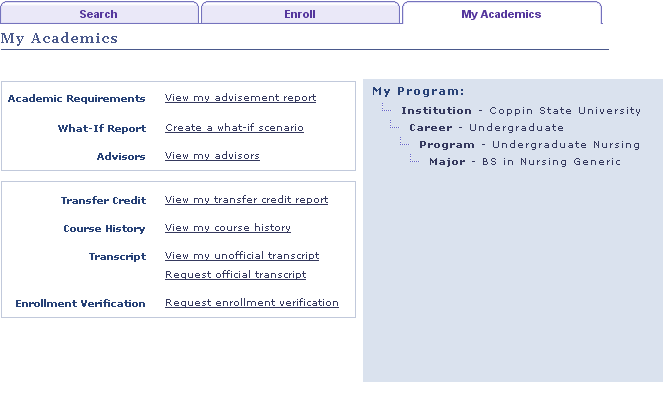 Search Enroll My Academics
My Academics
Academic Requirements View my advisement report
What-If Report Create a what-if scenario
Advisors View my advisors
Transfer Credit View my transfer credit report
Course History View my course history
Transcript View my unofficial transcript
Request official transcript
Enrollment Verification Request enrollment verification
My Program:
Institution - Coppin State University
Career - Undergraduate
Program - Undergraduate Nursing
Major - BS in Nursing Generic